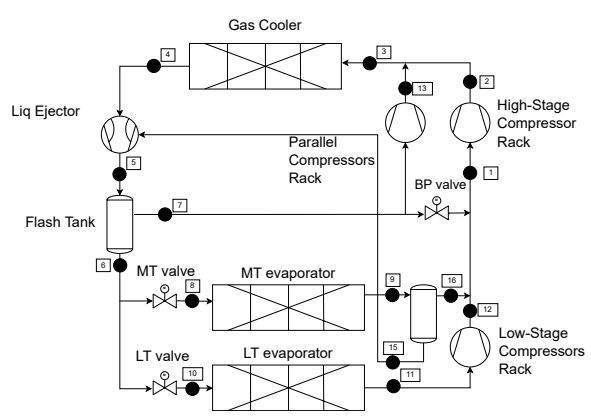 Gas Cooler
4
3
2
13
Liq Ejector
High-Stage
Compressor
Rack
Parallel
Compressors
Rack
5
1
BP valve
7
Flash Tank
6
MT valve
MT evaporator
8
9
16
12
LT valve
LT evaporator
15
Low-Stage
Compressors
Rack
10
11